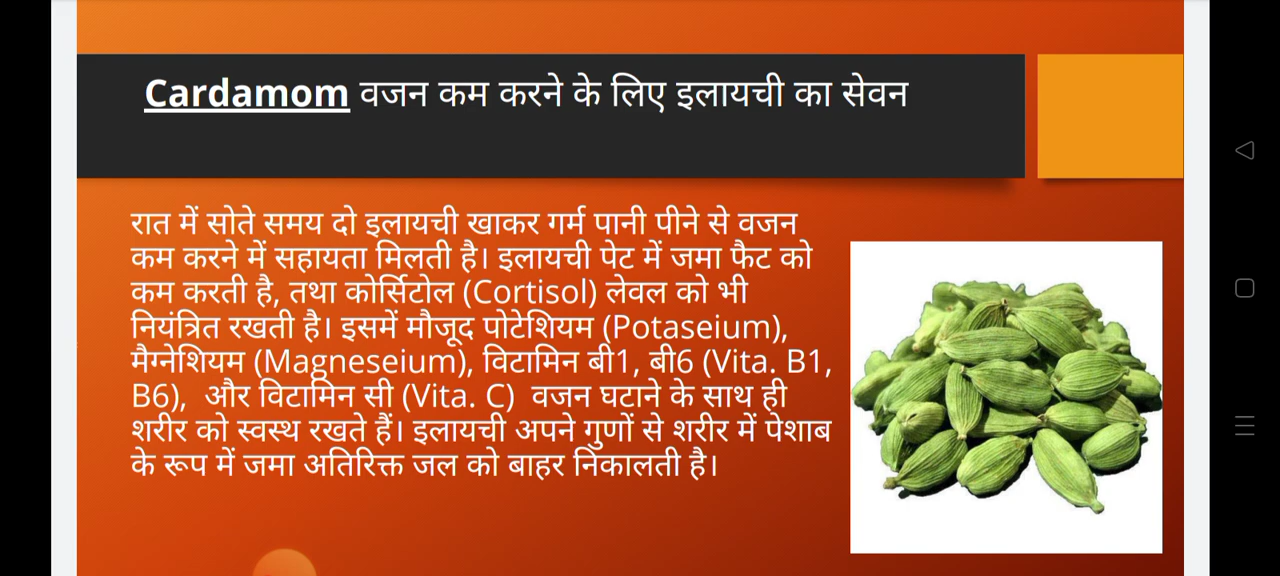 Cardamom वजन कम करने के लिए इलायची का सेवन
रात में सोते समय दो इलायची खाकर गर्म पानी पीने से वजन
कम करने में सहायता मिलती है। इलायची पेट में जमा फैट को
कम करती है, तथा कोर्सिटोल (Cortisol) लेवल को भी
नियंत्रित रखती है। इसमें मौजूद पोटेशियम (Potaseium),
मैग्नेशियम (Magneseium), विटामिन बी1, बी6 (Vita. B1,
B6),  और विटामिन सी (Vita. C)  वजन घटाने के साथ ही
शरीर को स्वस्थ रखते हैं। इलायची अपने गुणों से शरीर में पेशाब
के रूप में जमा अतिरिक्त जल को बाहर निकालती है।